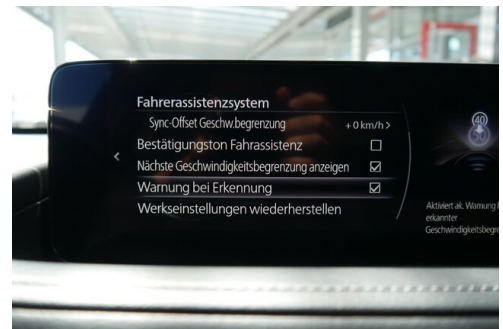 Fahrerassistenzsystem
Sync-Offset Geschw.begrenzung + 0 km/h >
Bestätigungston Fahrassistenz
Nächste Geschwindigkeitsbegrenzung anzeigen
Warnung bei Erkennung
Werkseinstellungen wiederherstellen
40
50
Aktiviert ak. Warnung
erkannter